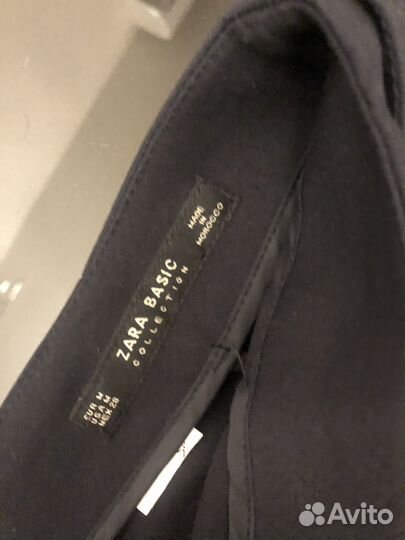 ZARA BASIC
COLLECTION
MADE
IN
MOROCCO
EUR M
USA M
MEX 28
Avito